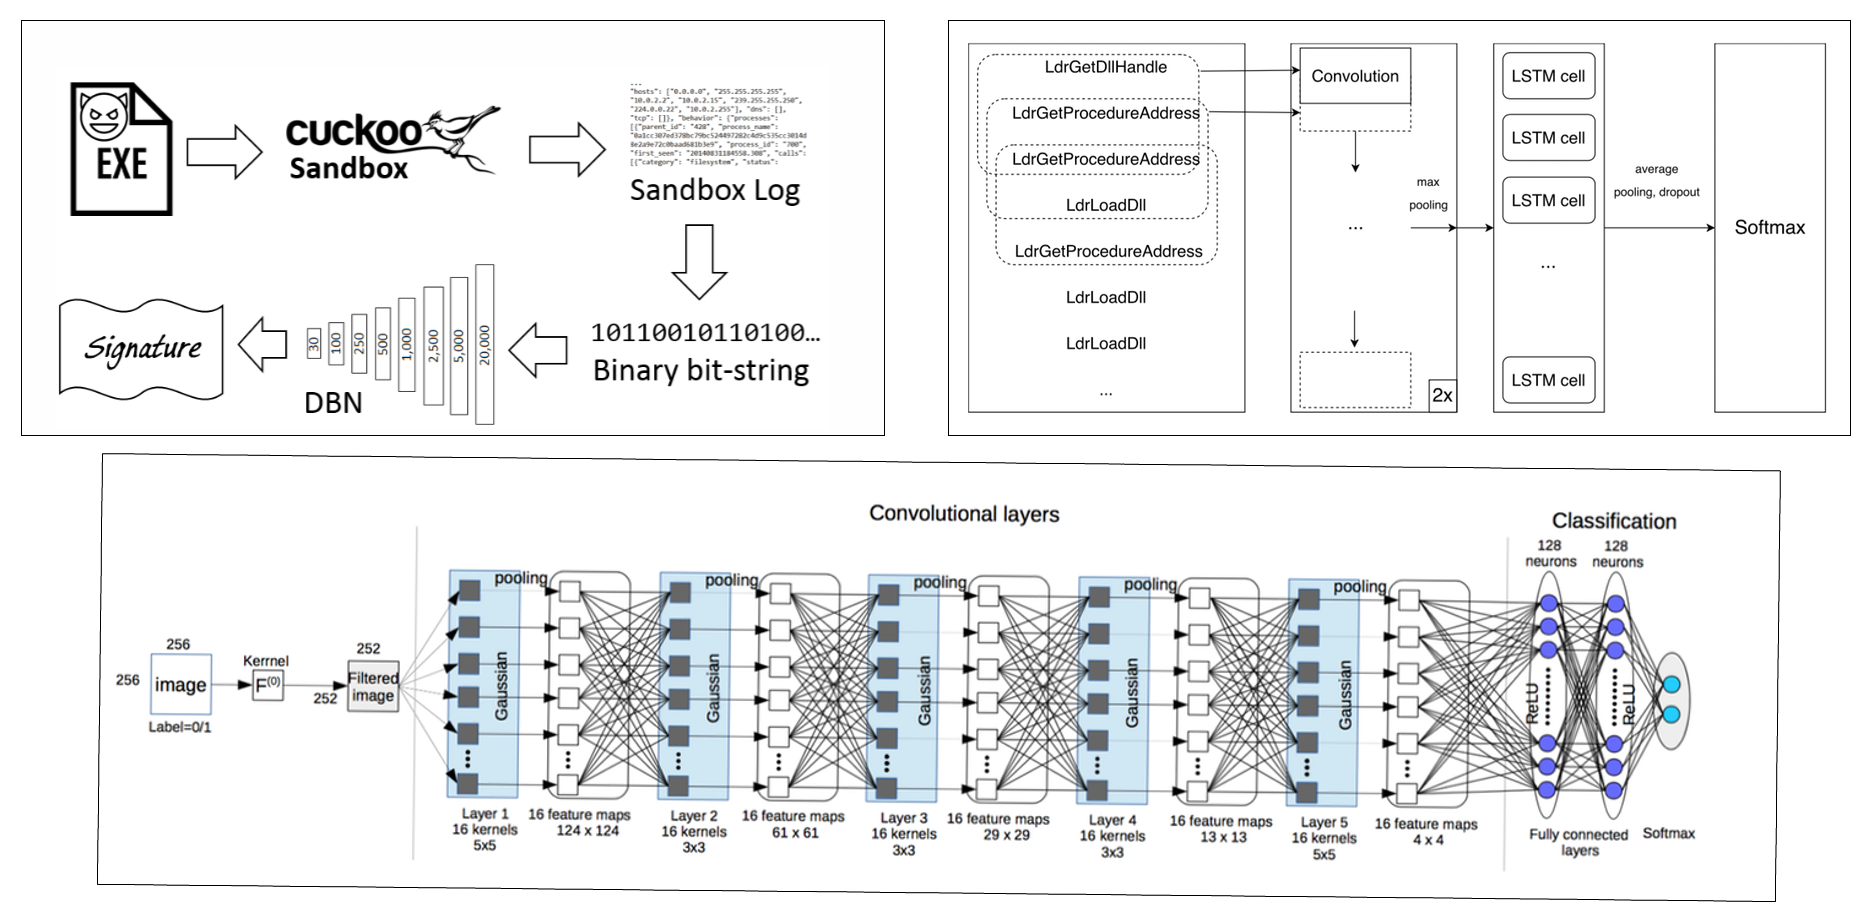 EXE
cuckoo
Sandbox
"hosts": ["0.0.0.0", "255.255.255.255",
"10.0.2.2", "10.0.2.15", "239.255.255.250",
"224.0.0.22", "10.0.2.255"], "dns": [],
"tcp": []}, "behavior": {"processes":
[{"parent_id": "428", "process_name":
"first_seen": "20140831184558.308", "calls":
[{"category": "filesystem", "status":
Sandbox Log
10110010110100...
Binary bit-string
20,000
5,000
2,500
1,000
500
250
100
30
DBN
Signature
LdrGetDllHandle
LdrGetProcedureAddress
LdrGetProcedureAddress
LdrLoadDll
LdrGetProcedureAddress
LdrLoadDll
LdrLoadDll
...
Convolution
...
2x
max
pooling
LSTM cell
LSTM cell
LSTM cell
...
LSTM cell
average
pooling, dropout
Softmax
Convolutional layers
Classification
256
256
image
Label=0/1
Kerrnel
F(0)
252
252
Filtered
image
Gaussian
pooling
Gaussian
pooling
Gaussian
pooling
Gaussian
pooling
Gaussian
pooling
Layer 1
16 kernels
5x5
16 feature maps
124 x 124
Layer 2
16 kernels
3x3
16 feature maps
61 x 61
Layer 3
16 kernels
3x3
16 feature maps
29 x 29
Layer 4
16 kernels
3x3
16 feature maps
13 x 13
Layer 5
16 kernels
5x5
16 feature maps
4 x 4
128
neurons
128
neurons
ReLU
ReLU
Fully connected
layers
Softmax